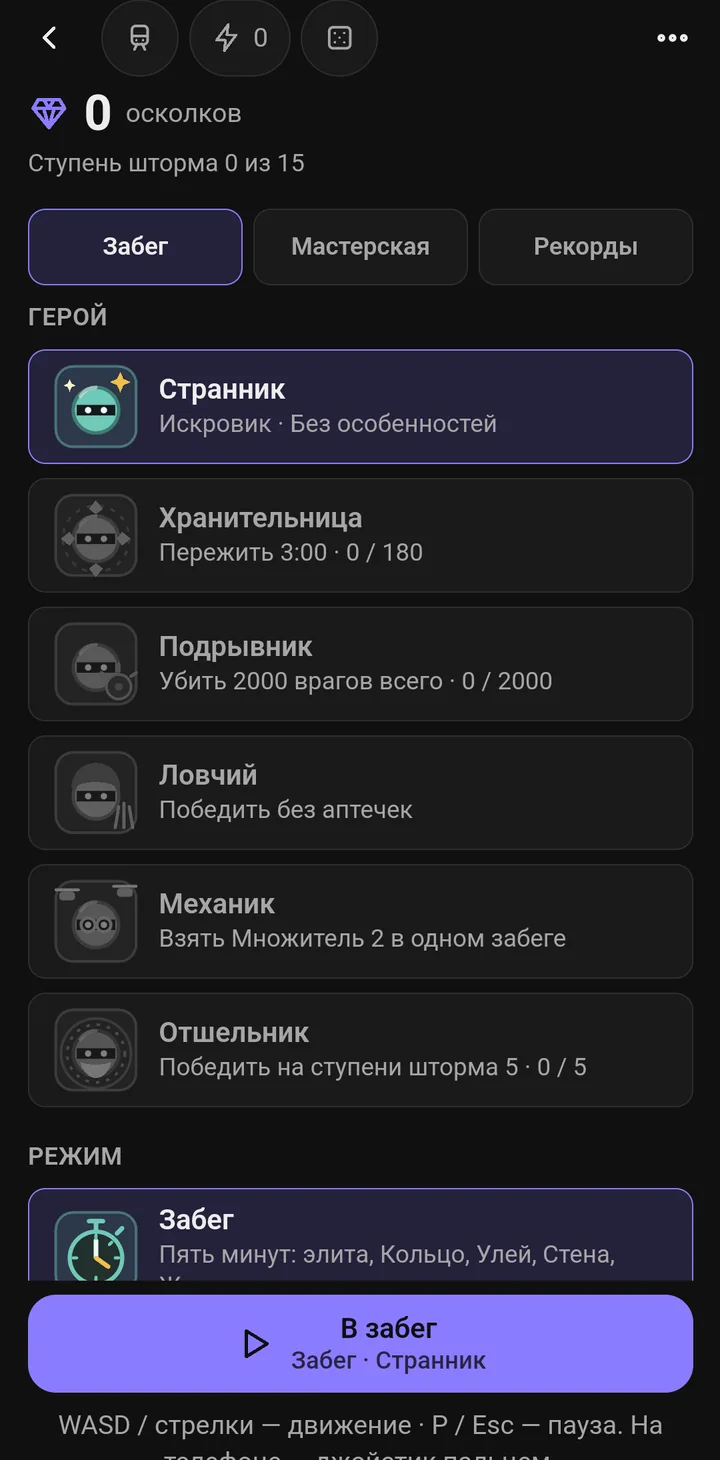 0
0 осколков
Ступень шторма 0 из 15
Забег
Мастерская
Рекорды
ГЕРОЙ
Странник
Искровик · Без особенностей
Хранительница
Пережить 3:00 · 0 / 180
Подрывник
Убить 2000 врагов всего · 0 / 2000
Ловчий
Победить без аптечек
Механик
Взять Множитель 2 в одном забеге
Отшельник
Победить на ступени шторма 5 · 0 / 5
РЕЖИМ
Забег
Пять минут: элита, Кольцо, Улей, Стена,
В забег
Забег · Странник
WASD / стрелки — движение · P / Esc — пауза. На
телефоне — джойстик пальцем